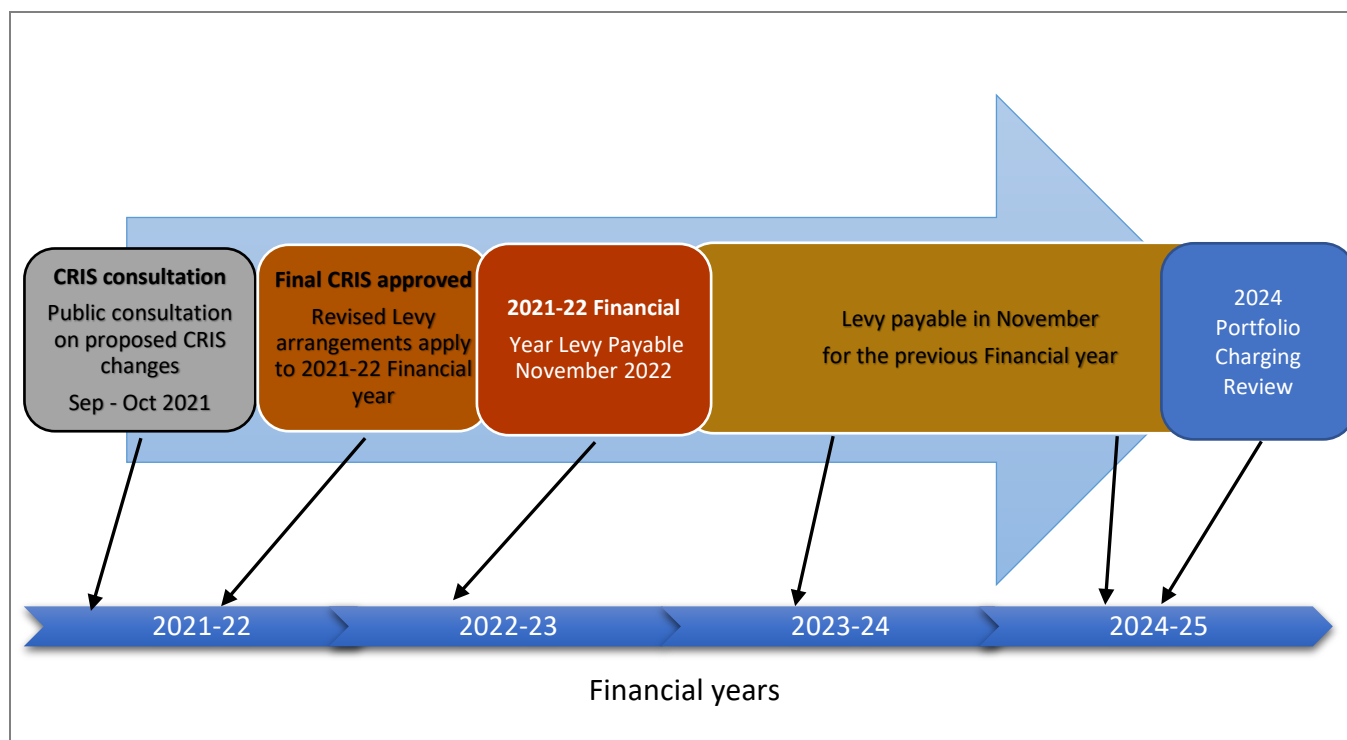 CRIS consultation
Public consultation
on proposed CRIS
changes
Sep - Oct 2021
Final CRIS approved
Revised Levy
arrangements apply
to 2021-22 Financial
year
2021-22 Financial
Year Levy Payable
November 2022
Levy payable in November
for the previous Financial year
2024
Portfolio
Charging
Review
2021-22
2022-23
2023-24
2024-25
Financial years